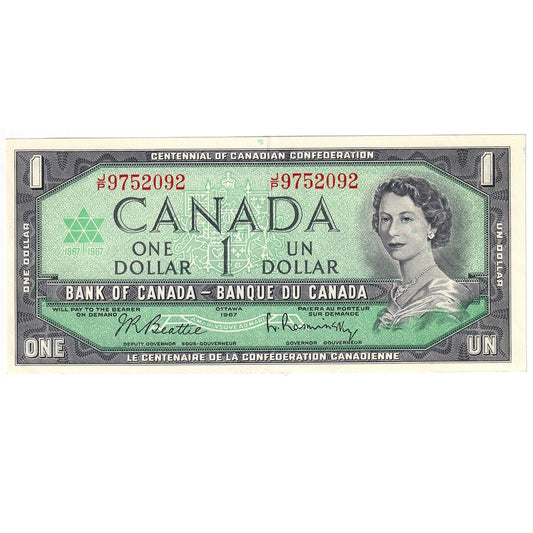 CENTENNIAL OF CANADIAN CONFEDERATION
1 J/P 9752092 J/P 9752092 1
CANADA
1867 1967
ONE 1 UN
DOLLAR DOLLAR
ONE DOLLAR
UN DOLLAR
BANK OF CANADA – BANQUE DU CANADA
WILL PAY TO THE BEARER OTTAWA PAIERA AU PORTEUR
ON DEMAND 1967 SUR DEMANDE
J.R. Beattie L. Rasminsky
DEPUTY GOVERNOR SOUS-GOUVERNEUR GOVERNOR GOUVERNEUR
ONE UN
LE CENTENAIRE DE LA CONFÉDÉRATION CANADIENNE